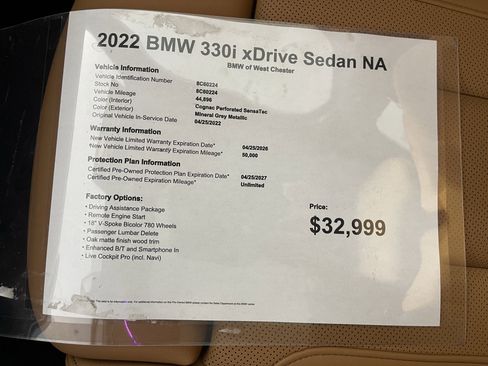 2022 BMW 330i xDrive Sedan NA
BMW of West Chester
Vehicle Information
Vehicle Identification Number 8C60224
Stock No 8C60224
Vehicle Mileage 44,896
Color (Interior) Cognac Perforated SensaTec
Color (Exterior) Mineral Grey Metallic
Original Vehicle In-Service Date 04/25/2022
Warranty Information
New Vehicle Limited Warranty Expiration Date* 04/25/2026
New Vehicle Limited Warranty Expiration Mileage* 50,000
Protection Plan Information
Certified Pre-Owned Protection Plan Expiration Date* 04/25/2027
Certified Pre-Owned Expiration Mileage* Unlimited
Factory Options:
• Driving Assistance Package
• Remote Engine Start
• 18" V-Spoke Bicolor 780 Wheels
• Passenger Lumbar Delete
• Oak matte finish wood trim
• Enhanced B/T and Smartphone In
• Live Cockpit Pro (incl. Navi)
Price:
$32,999